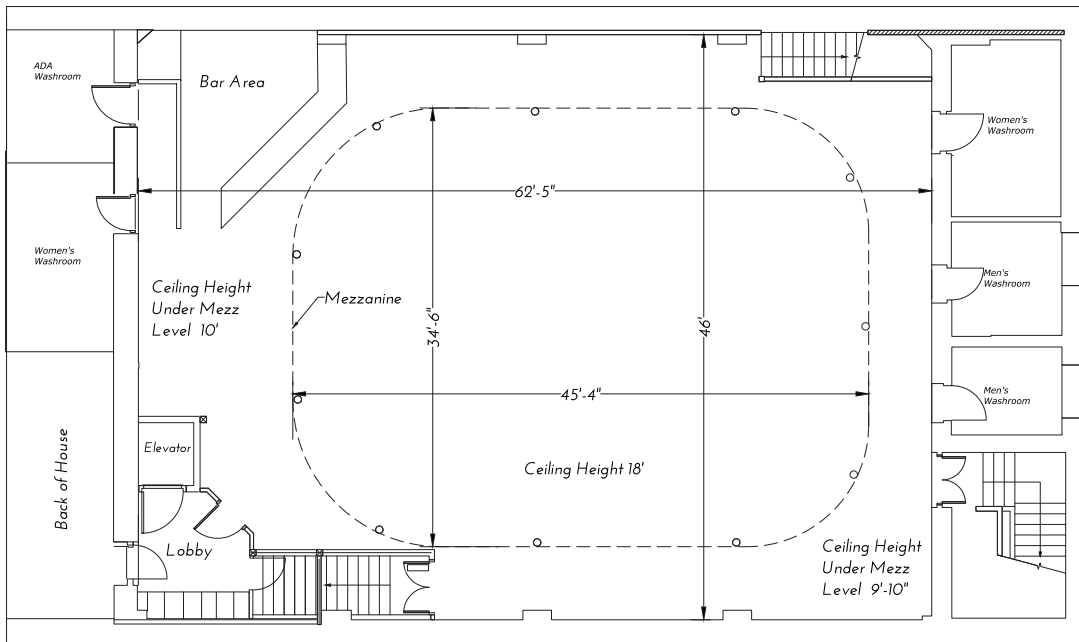 ADA
Washroom
Bar Area
Women's
Washroom
62'-5"
Women's
Washroom
Ceiling Height
Under Mezz
Level 10'
Mezzanine
34'-6"
46'
Men's
Washroom
45'-4"
Men's
Washroom
Elevator
Ceiling Height 18'
Back of House
Lobby
Ceiling Height
Under Mezz
Level 9'-10"